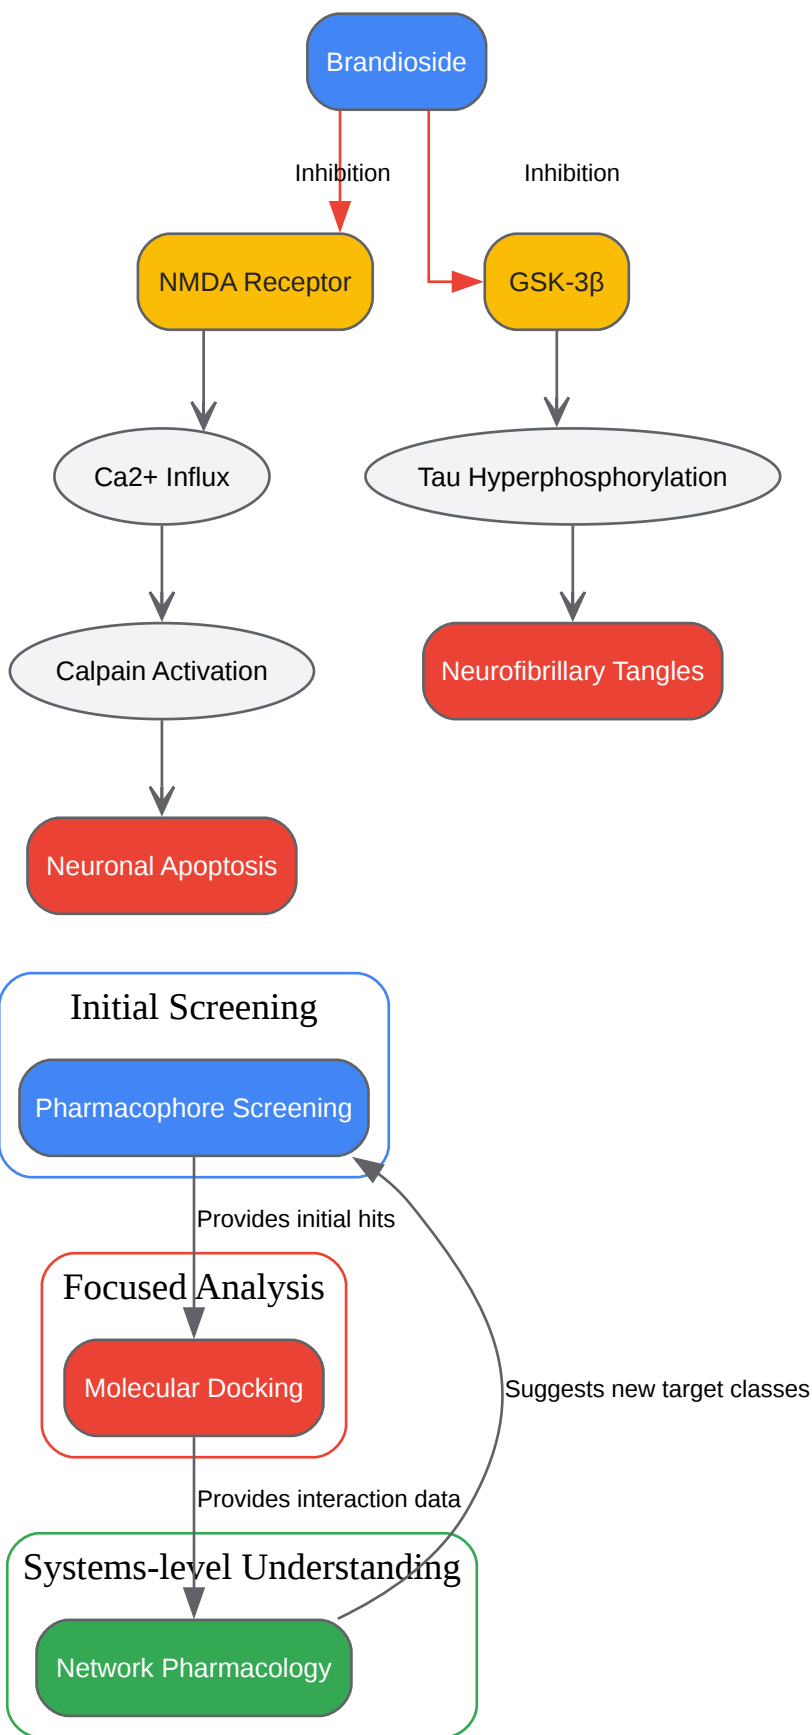 Brandioside
Inhibition
Inhibition
NMDA Receptor
GSK-3β
Ca2+ Influx
Tau Hyperphosphorylation
Calpain Activation
Neurofibrillary Tangles
Neuronal Apoptosis
Initial Screening
Pharmacophore Screening
Provides initial hits
Focused Analysis
Molecular Docking
Suggests new target classes
Provides interaction data
Systems-level Understanding
Network Pharmacology